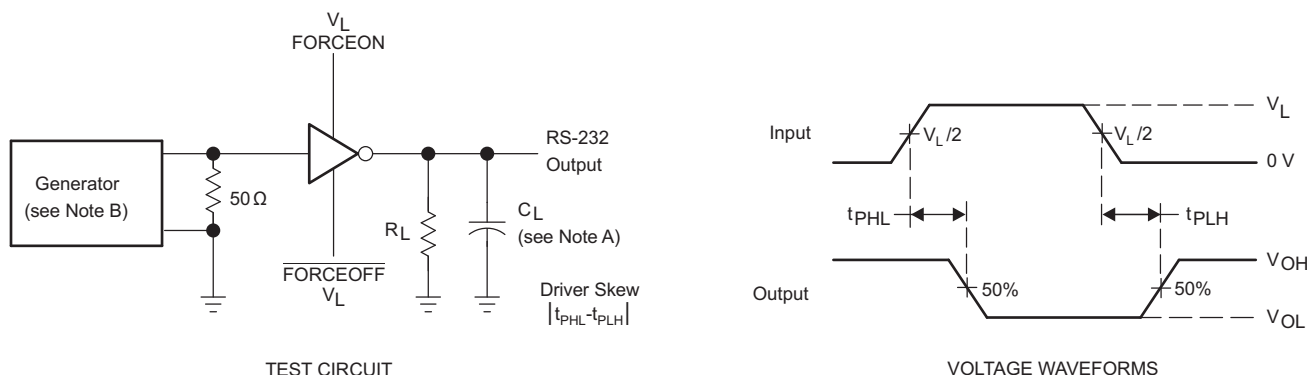 V_L
FORCEON
Generator
(see Note B)
50 Ω
RS-232
Output
R_L
C_L
(see Note A)
FORCEOFF
V_L
Driver Skew
|t_PHL-t_PLH|
TEST CIRCUIT
Input
V_L/2
V_L/2
V_L
0 V
t_PHL
t_PLH
Output
50%
50%
V_OH
V_OL
VOLTAGE WAVEFORMS